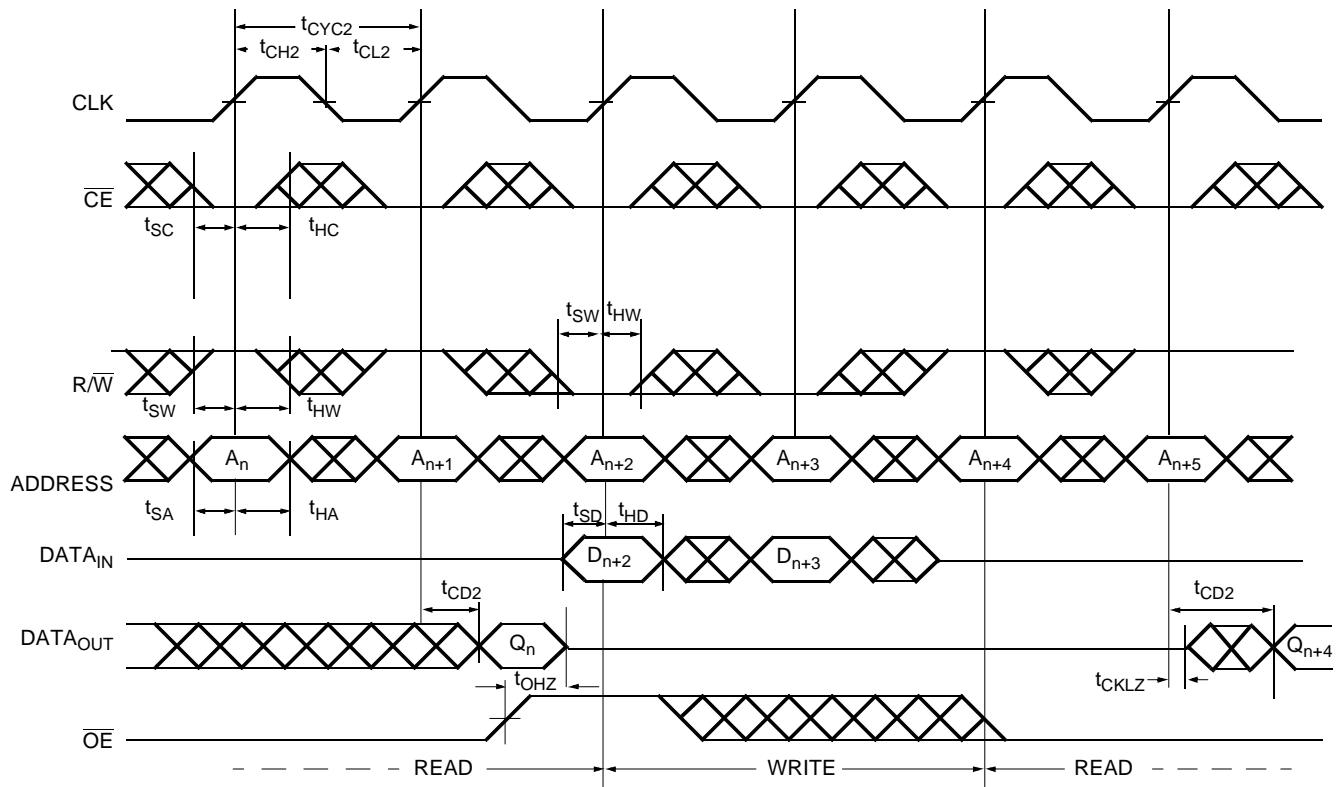 tCYC2
tCH2 tCL2
CLK
CE
tSC tHC
tSW tHW
R/W
tSW tHW
ADDRESS An An+1 An+2 An+3 An+4 An+5
tSA tHA
tSD tHD
DATAIN Dn+2 Dn+3
tCD2 tCD2
DATAOUT Qn Qn+4
tOHZ tCKLZ
OE
READ WRITE READ